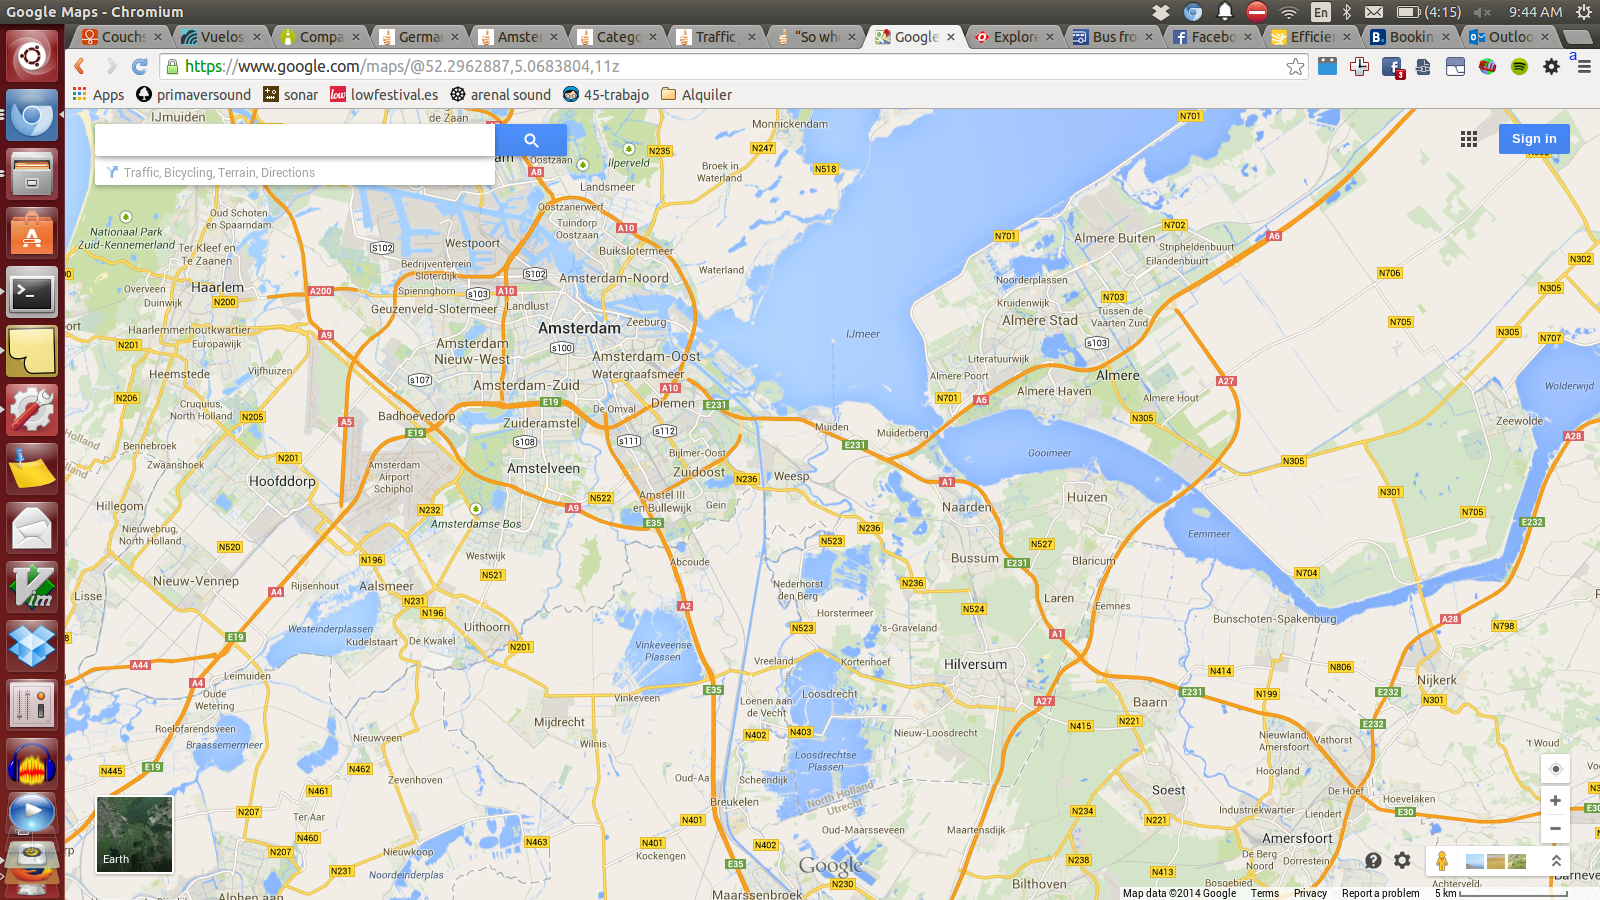 Google Maps - Chromium
En
(4:15)
9:44 AM
Couchs
Vuelos
Compa
Germa
Amster
Catego
Traffic
"So wh
Google
Explore
Bus fro
Facebo
Efficier
Bookin
Outloo
https://www.google.com/maps/@52.2962887,5.0683804,11z
3
a
Apps
primaversound
sonar
lowfestival.es
arenal sound
45-trabajo
Alquiler
IJmuiden
de Zaan
Monnickendam
N701
Sign in
N235
N247
Broek in
Waterland
Oostzaan
Ilperveld
A8
Landsmeer
N518
Traffic, Bicycling, Terrain, Directions
Oud Schoten
en Spaarndam
Oostzanerwerf
Tuindorp
Oostzaan
A10
Nationaal Park
Zuid-Kennemerland
Ter Kleef en
Te Zaanen
S102
Westpoort
Buikslotermeer
N701
Almere Buiten
N702
Stripheldenbuurt
Eilandenbuurt
A6
N302
Bedrijventerrein
Sloterdijk
S102
Waterland
Amsterdam-Noord
Noorderplassen
N706
Overveen
Duinwijk
Haarlem
N200
A200
Spieringhorn
s103
A10
Landlust
Geuzenveld-Slotermeer
Kruidenwijk
N703
Tussen de
Vaarten Zuid
N305
Haarlemmerhoutkwartier
Europawijk
N201
A9
Amsterdam
Zeeburg
IJmeer
Almere Stad
N705
N305
N707
Amsterdam
Nieuw-West
s100
Amsterdam-Oost
Watergraafsmeer
Literatuurwijk
s103
Heemstede
Vijfhuizen
s107
Amsterdam-Zuid
A10
Almere Poort
Almere Haven
Almere
A27
Wolderwijd
N206
Cruquius,
North Holland
N205
Badhoevedorp
E19
De Omval
Diemen
E231
N701
A6
Almere Hout
A5
E19
Zuideramstel
s108
s111
s112
Muiden
Muiderberg
E231
N305
Zeewolde
A28
Bennebroek
Zwaanshoek
N201
Amsterdam
Airport
Schiphol
Amstelveen
Bijlmer-Oost
Zuidoost
N236
Weesp
Gooimeer
N305
Hoofddorp
A1
Huizen
N301
Hillegom
N232
Amsterdamse Bos
N522
A9
Amstel III
en Bullewijk
Gein
E35
Naarden
N705
E232
Nieuwebrug,
North Holland
N520
N196
Westwijk
N521
Abcoude
N523
N236
Bussum
N527
E231
Blaricum
Eemmeer
Nieuw-Vennep
Rijsenhout
Aalsmeer
Nederhorst
den Berg
N236
N704
Lisse
A4
N231
N196
A2
Horstermeer
N524
Laren
Eemnes
Bunschoten-Spakenburg
A28
N798
E19
Westeinderplassen
Kudelstaart
De Kwakel
Uithoorn
N201
N523
's-Graveland
A1
A44
Leimuiden
Vinkeveense
Plassen
Vreeland
Kortenhoef
Hilversum
N414
N806
Nijkerk
A4
Oude
Wetering
Vinkeveen
E35
Loenen aan
de Vecht
Loosdrecht
A27
Baarn
E231
N199
E232
N301
Roelofarendsveen
Braassemermeer
Mijdrecht
N402
N403
Nieuw-Loosdrecht
N415
N221
Nieuwland,
Amersfoort
Vathorst
E232
't Woud
Nieuwveen
Wilnis
Loosdrechtse
Plassen
N445
E19
N462
Zevenhoven
Oud-Aa
Scheendijk
Hoogland
North Holland
Utrecht
N461
Soest
De Hoef
Hoevelaken
Earth
N207
Ter Aar
Breukelen
N401
N234
N221
Industriekwartier
Liendert
E30
N460
N463
Oud-Maarsseveen
Maartensdijk
Amersfoort
N207
Nieuwkoop
N401
Kockengen
N402
Google
N238
De Berg
Noord
Dorrestein
N231
Noordeinderplas
E35
N230
N413
Bilthoven
Bosgebied
Achterveld
Maarssenbroek
Map data ©2014 Google
Terms
Privacy
Report a problem
5 km